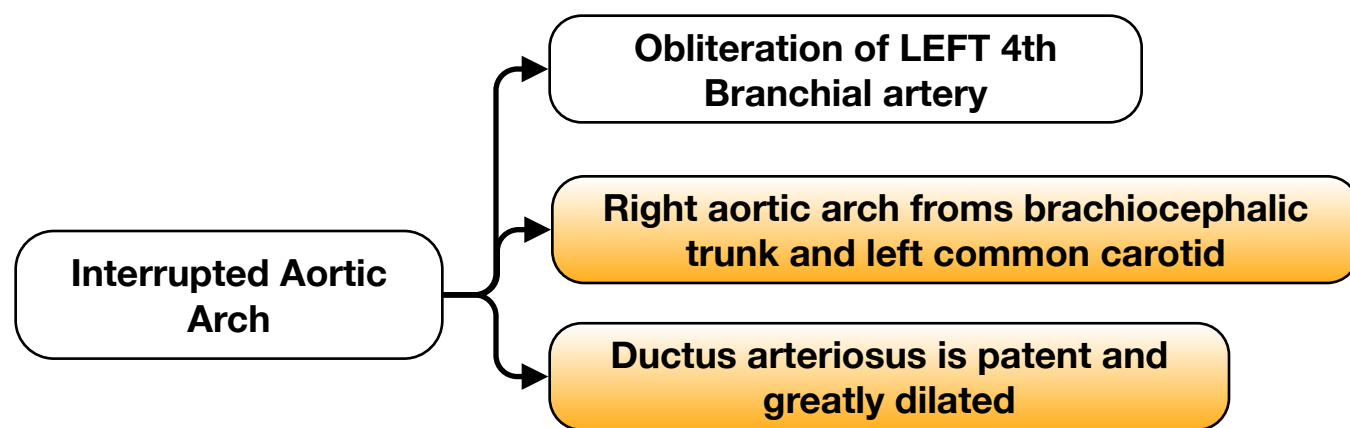 Interrupted Aortic
Arch
Obliteration of LEFT 4th
Branchial artery
Right aortic arch froms brachiocephalic
trunk and left common carotid
Ductus arteriosus is patent and
greatly dilated